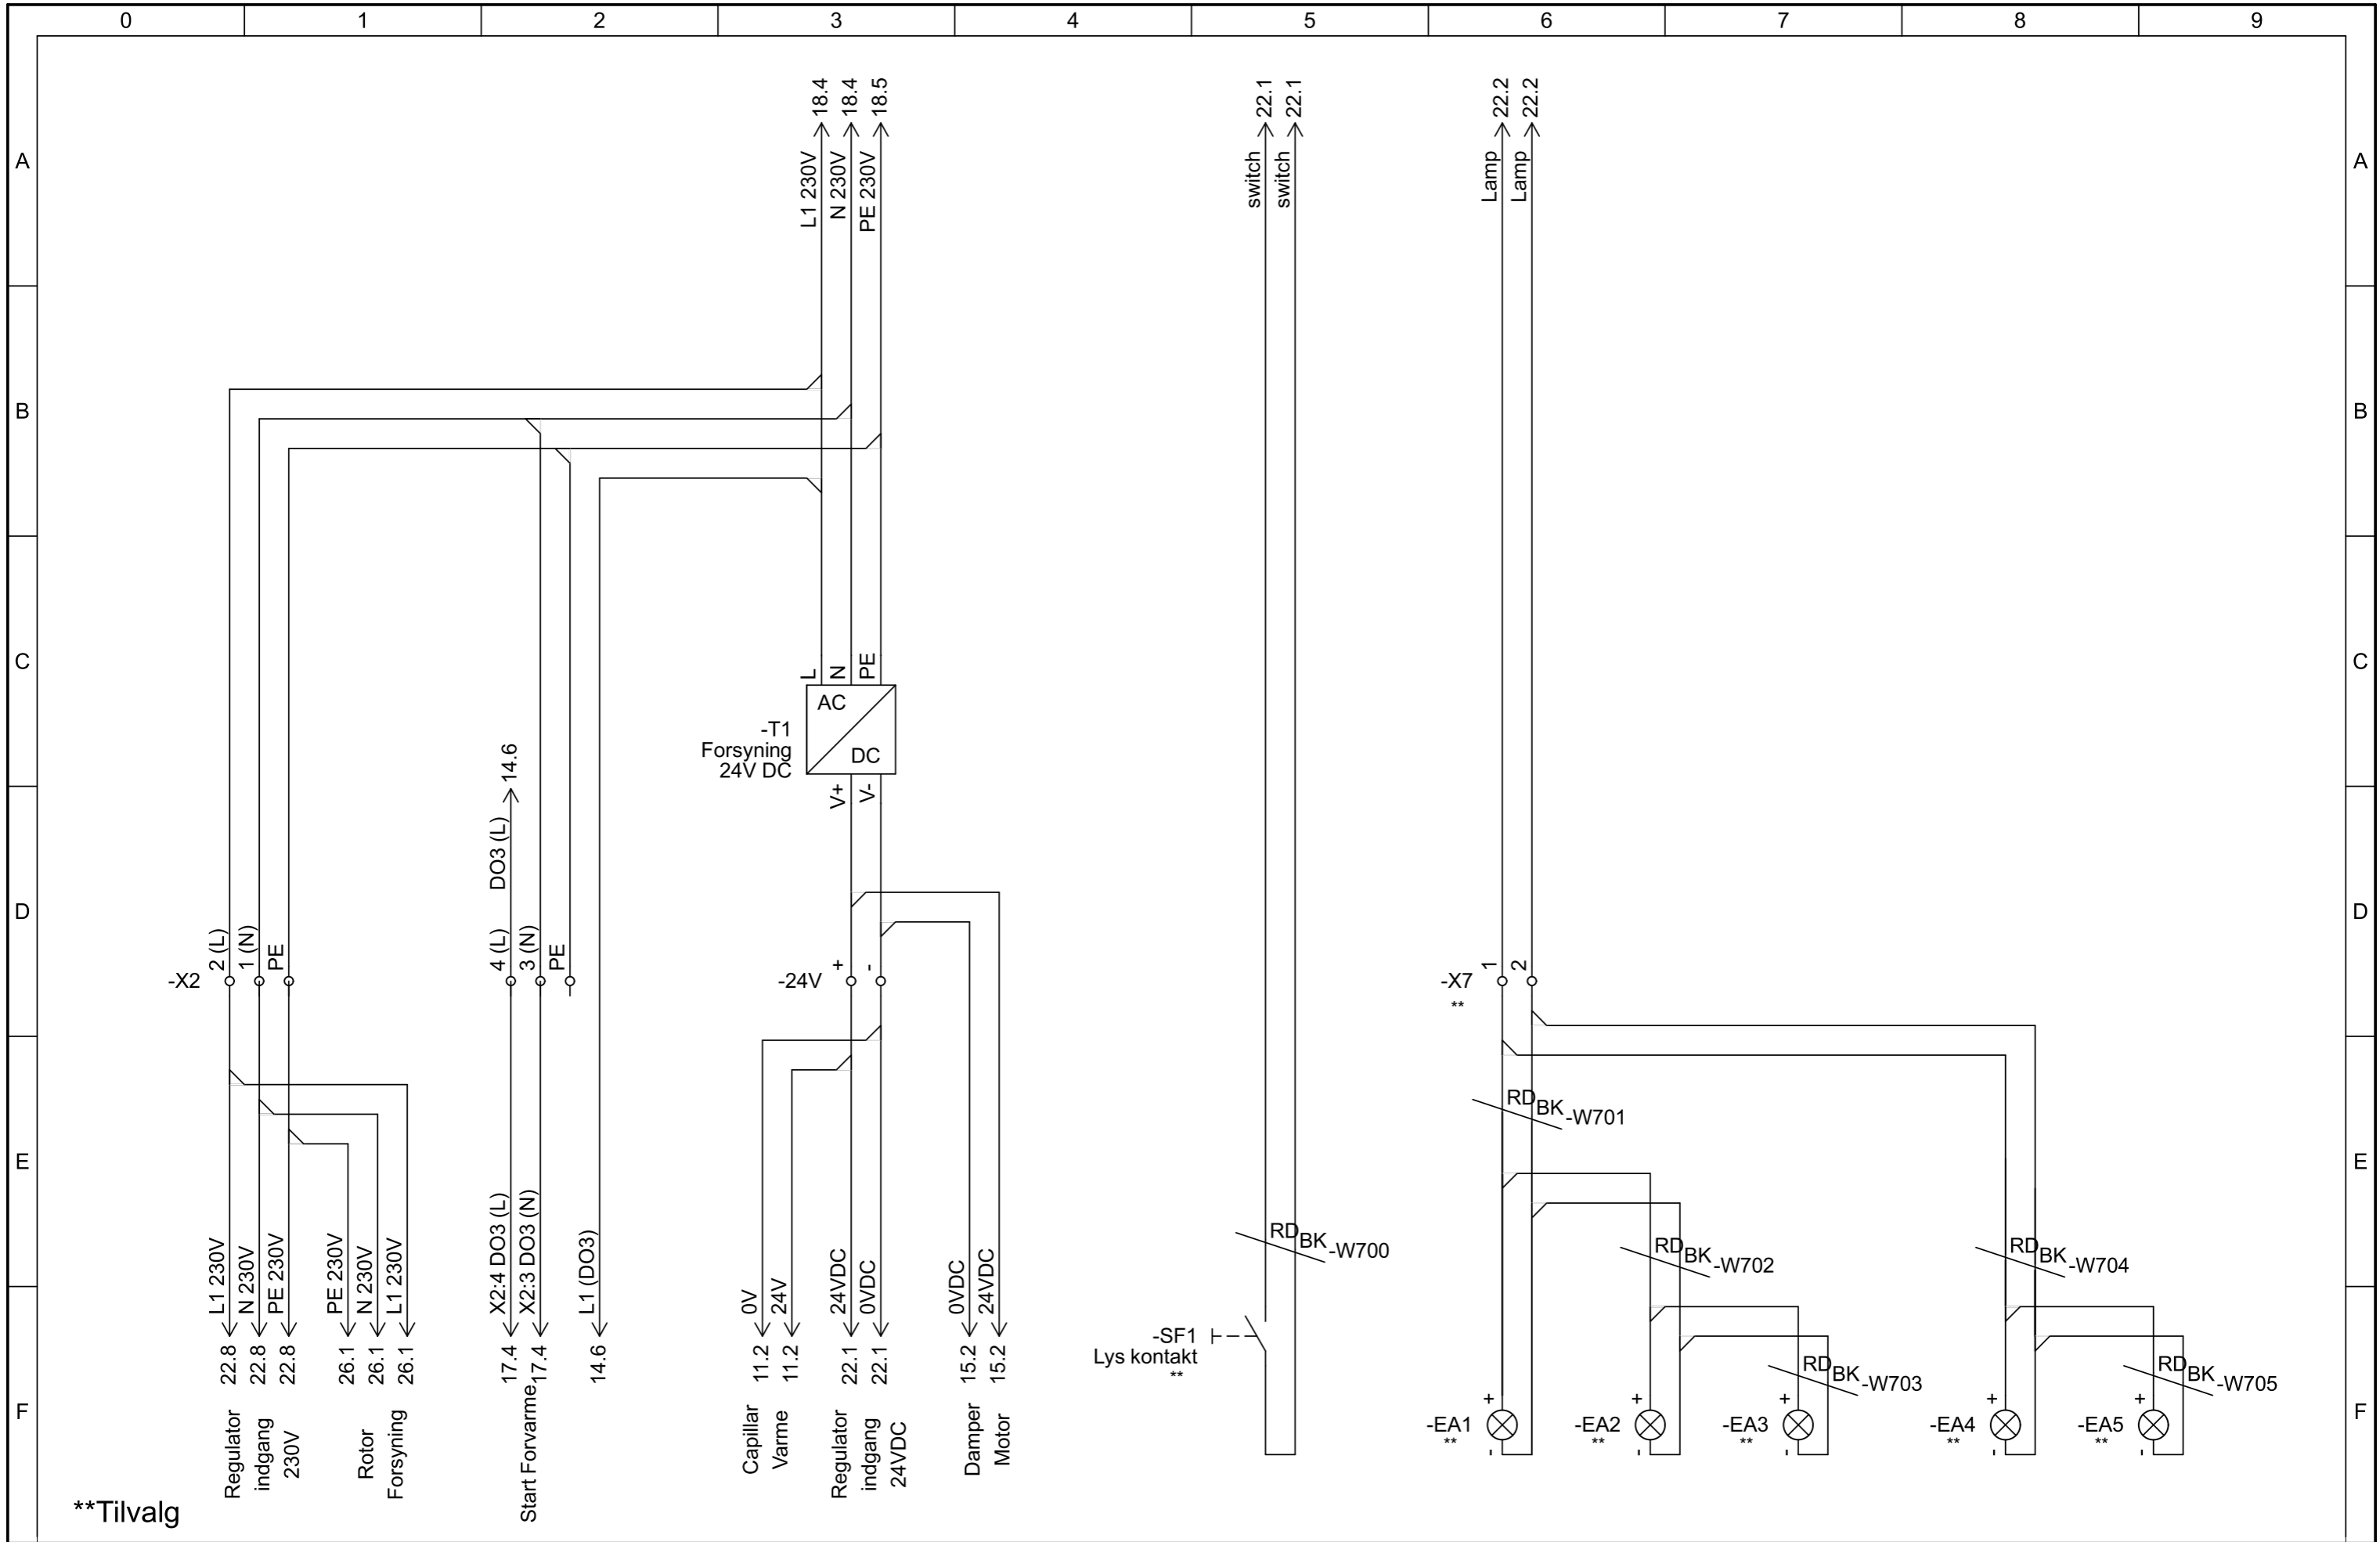 0 1 2 3 4 5 6 7 8 9
18.4 18.4 18.5 22.1 22.1 22.2 22.2
A A
L1 230V N 230V PE 230V switch switch Lamp Lamp
B B
C C
L N PE
AC
-T1
Forsyning
24V DC
DC
14.6
V+ V-
DO3 (L)
D D
-X2 2 (L) 1 (N) PE
4 (L) 3 (N) PE
-24V + -
-X7 1 2
**
RD BK -W701
E E
RD BK -W700
RD BK -W702
RD BK -W704
L1 230V N 230V PE 230V PE 230V N 230V L1 230V
X2:4 DO3 (L) X2:3 DO3 (N) L1 (DO3)
0V 24V 24VDC 0VDC 0VDC 24VDC
22.8 22.8 22.8 26.1 26.1 26.1 17.4 17.4 14.6 11.2 11.2 22.1 22.1 15.2 15.2
-SF1
Lys kontakt
**
RD BK -W703
RD BK -W705
F F
Regulator
indgang
230V
Rotor
Forsyning
Start Forvarme
Capillar
Varme
Regulator
indgang
24VDC
Damper
Motor
+ + + + +
-EA1 -EA2 -EA3 -EA4 -EA5
** ** ** ** **
- - - - -
**Tilvalg